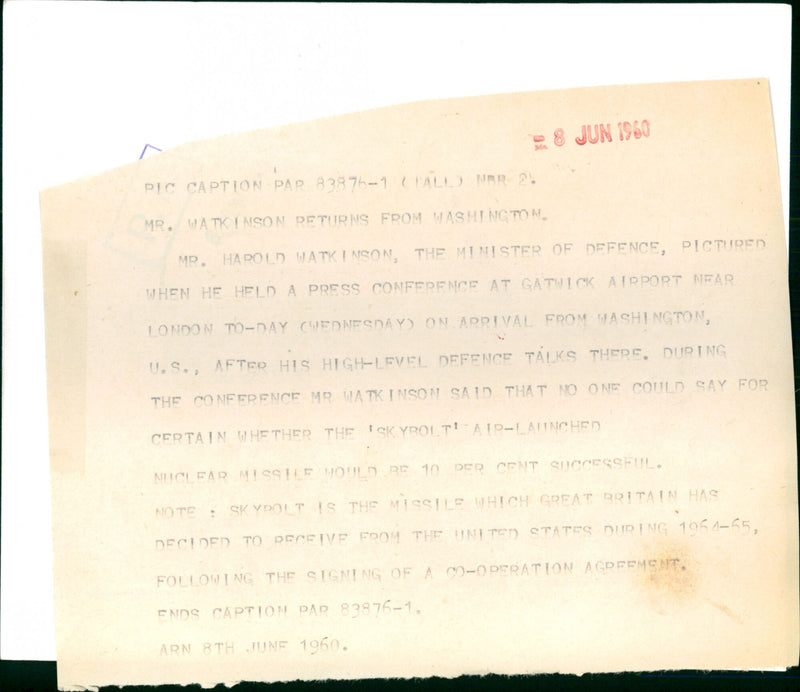 8 JUN 1960
PIC CAPTION PAR 83876-1 (TALL) NBR 2.
MR. WATKINSON RETURNS FROM WASHINGTON.
MR. HAROLD WATKINSON, THE MINISTER OF DEFENCE, PICTURED
WHEN HE HELD A PRESS CONFERENCE AT GATWICK AIRPORT NEAR
LONDON TO-DAY (WEDNESDAY) ON ARRIVAL FROM WASHINGTON,
U.S., AFTER HIS HIGH-LEVEL DEFENCE TALKS THERE. DURING
THE CONFERENCE MR WATKINSON SAID THAT NO ONE COULD SAY FOR
CERTAIN WHETHER THE 'SKYBOLT' AIR-LAUNCHED
NUCLEAR MISSILE WOULD BE 10 PER CENT SUCCESSFUL.
NOTE : SKYBOLT IS THE MISSILE WHICH GREAT BRITAIN HAS
DECIDED TO RECEIVE FROM THE UNITED STATES DURING 1964-65,
FOLLOWING THE SIGNING OF A CO-OPERATION AGREEMENT.
ENDS CAPTION PAR 83876-1.
ARN 8TH JUNE 1960.